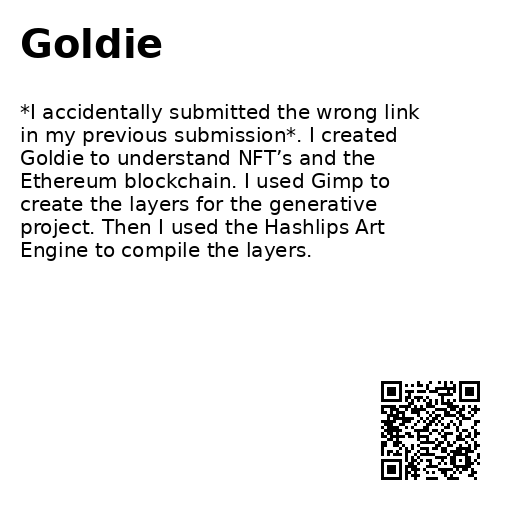 Goldie
*I accidentally submitted the wrong link
in my previous submission*. I created
Goldie to understand NFT’s and the
Ethereum blockchain. I used Gimp to
create the layers for the generative
project. Then I used the Hashlips Art
Engine to compile the layers.